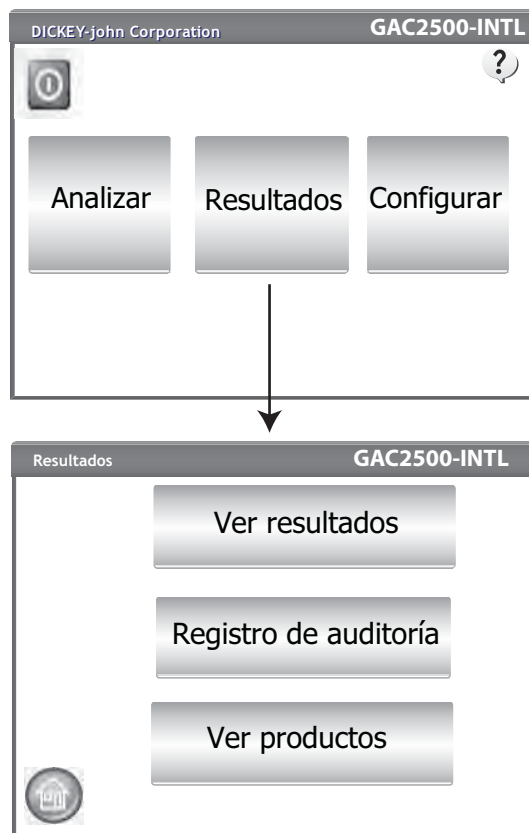 DICKEY-john Corporation GAC2500-INTL
?
Analizar Resultados Configurar
Resultados GAC2500-INTL
Ver resultados
Registro de auditoría
Ver productos